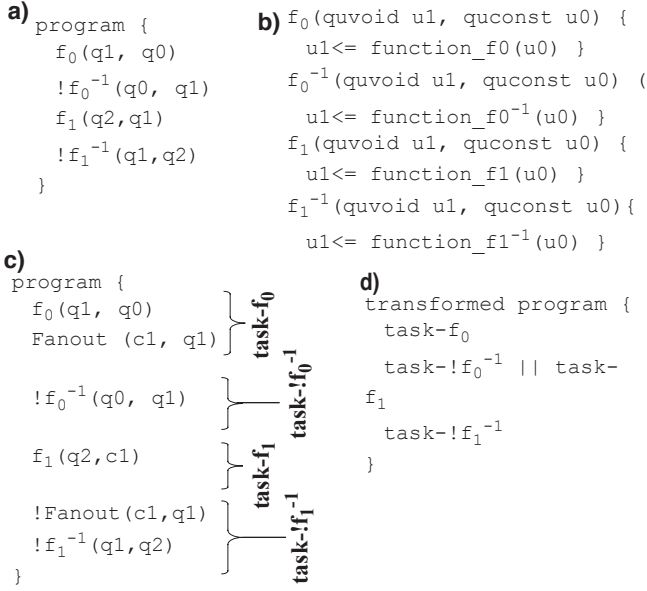 a)
program {
f₀(q1, q0)
!f₀⁻¹(q0, q1)
f₁(q2,q1)
!f₁⁻¹(q1,q2)
}
b)
f₀(quvoid u1, quconst u0) {
u1<= function_f0(u0) }
f₀⁻¹(quvoid u1, quconst u0) (
u1<= function_f0⁻¹(u0) }
f₁(quvoid u1, quconst u0) {
u1<= function_f1(u0) }
f₁⁻¹(quvoid u1, quconst u0){
u1<= function_f1⁻¹(u0) }
c)
program {
f₀(q1, q0)
Fanout (c1, q1)
task-f₀
!f₀⁻¹(q0, q1)
task-!f₀⁻¹
f₁(q2,c1)
task-f₁
!Fanout(c1,q1)
!f₁⁻¹(q1,q2)
task-!f₁⁻¹
}
d)
transformed program {
task-f₀
task-!f₀⁻¹ || task-
f₁
task-!f₁⁻¹
}